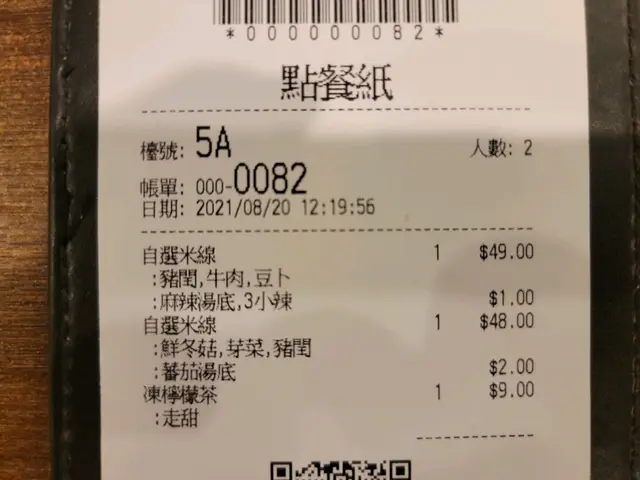 *000000082*
點餐紙
檯號: 5A 人數: 2
帳單: 000-0082
日期: 2021/08/20 12:19:56
自選米線 1 $49.00
:豬閏,牛肉,豆卜
:麻辣湯底,3小辣 $1.00
自選米線 1 $48.00
:鮮冬菇,芽菜,豬閏
:蕃茄湯底 $2.00
凍檸檬茶 1 $9.00
:走甜